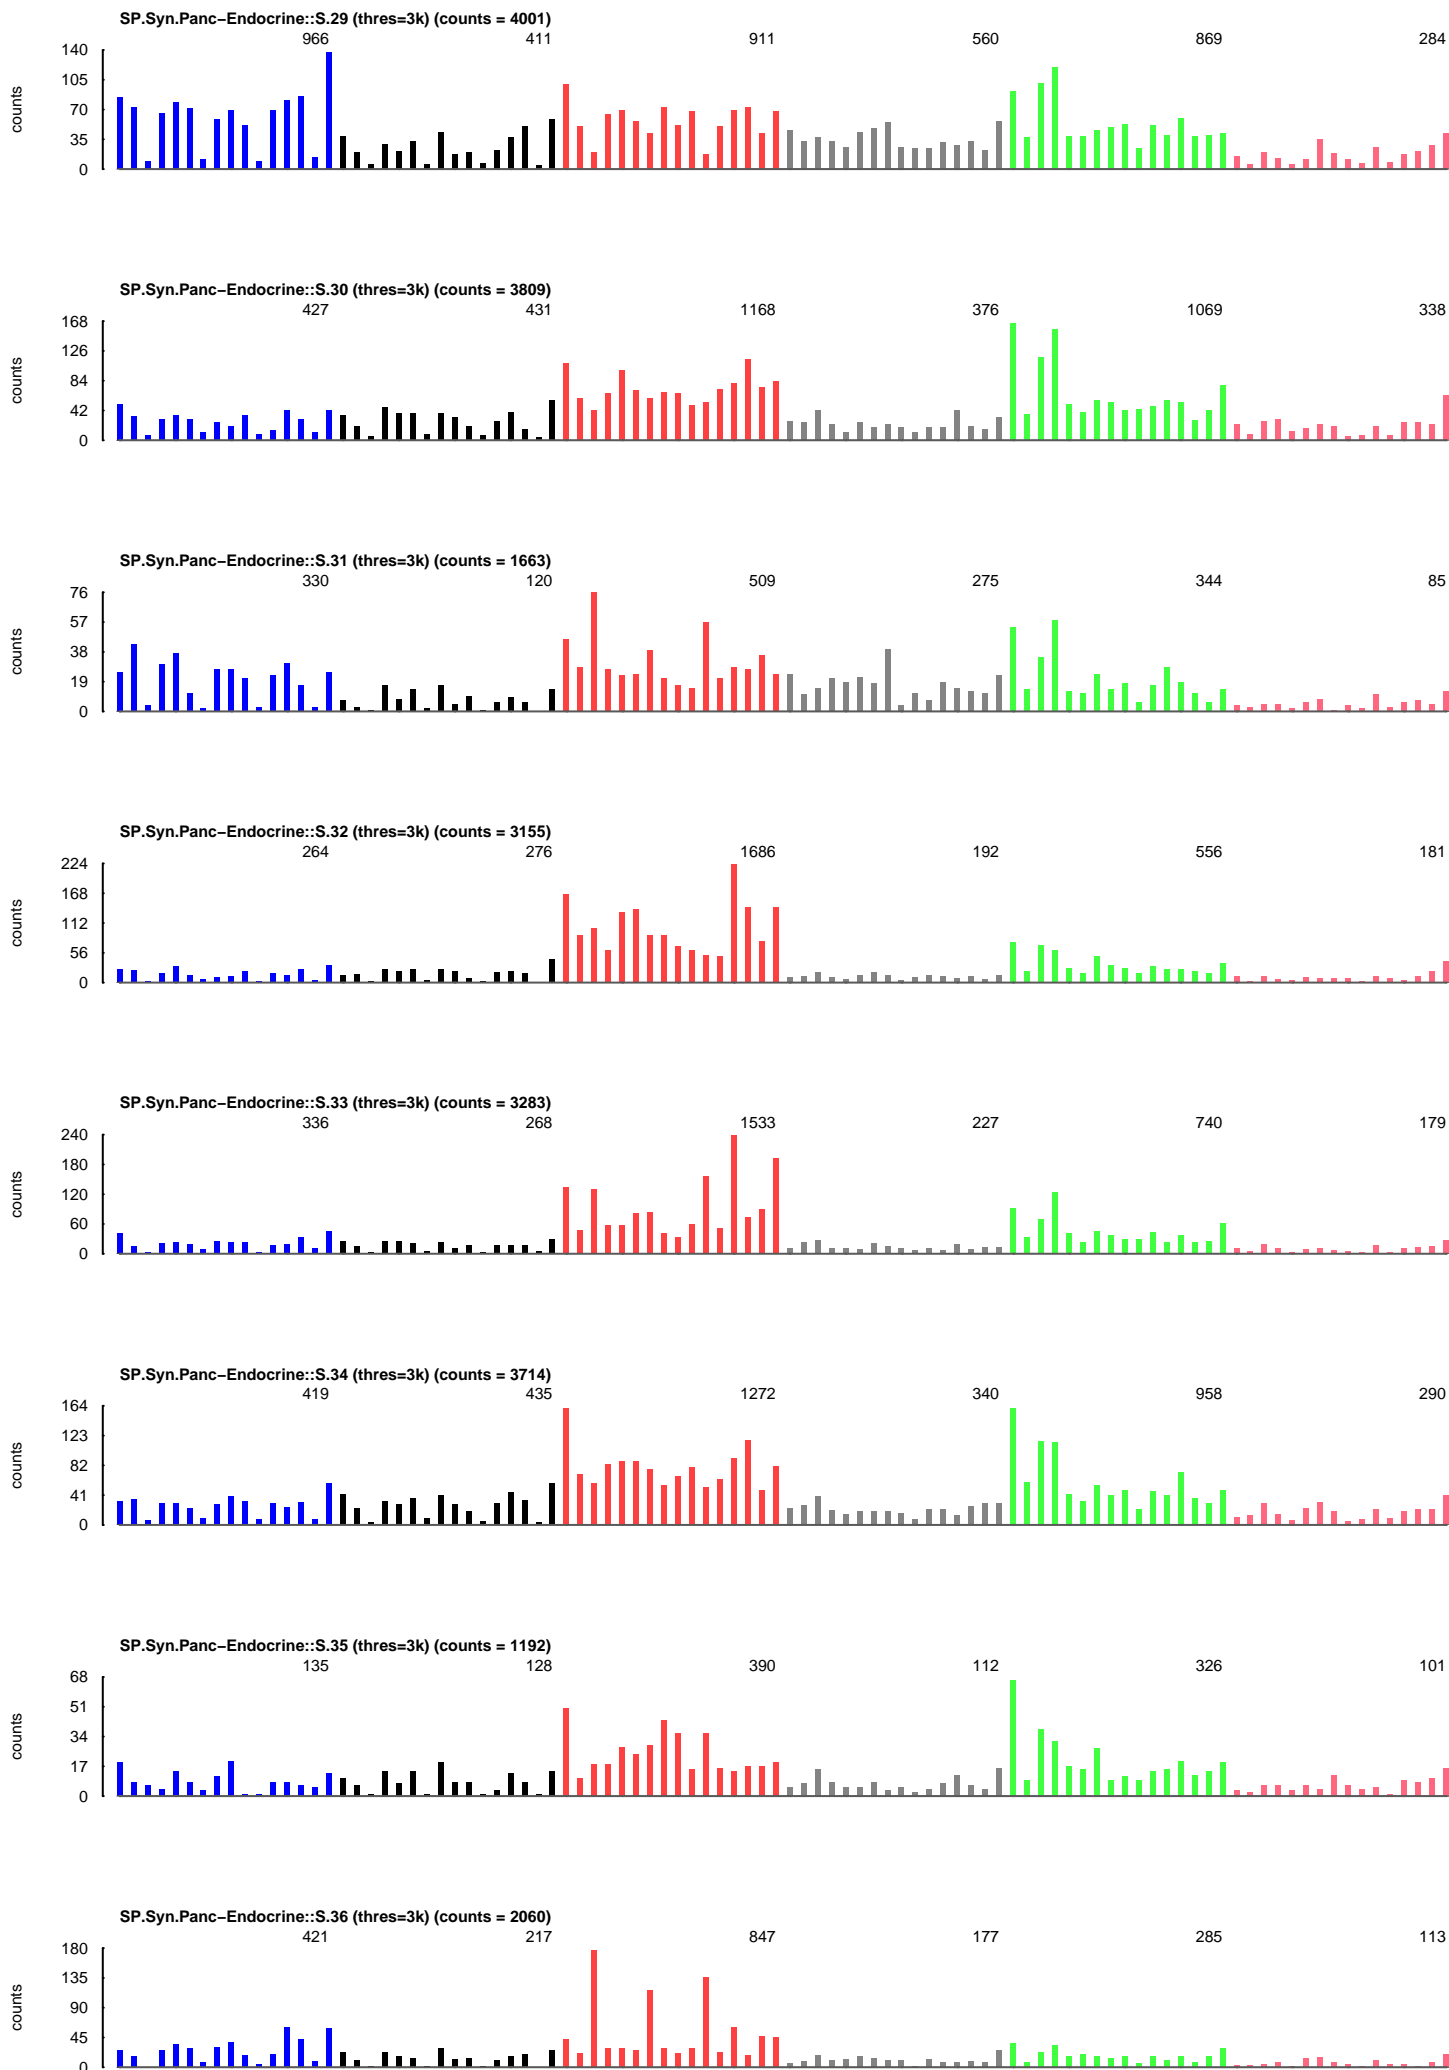 SP.Syn.Panc−Endocrine::S.29 (thres=3k) (counts = 4001)
966 411 911 560 869 284
140
105
70
35
0
counts
SP.Syn.Panc−Endocrine::S.30 (thres=3k) (counts = 3809)
427 431 1168 376 1069 338
168
126
84
42
0
counts
SP.Syn.Panc−Endocrine::S.31 (thres=3k) (counts = 1663)
330 120 509 275 344 85
76
57
38
19
0
counts
SP.Syn.Panc−Endocrine::S.32 (thres=3k) (counts = 3155)
264 276 1686 192 556 181
224
168
112
56
0
counts
SP.Syn.Panc−Endocrine::S.33 (thres=3k) (counts = 3283)
336 268 1533 227 740 179
240
180
120
60
0
counts
SP.Syn.Panc−Endocrine::S.34 (thres=3k) (counts = 3714)
419 435 1272 340 958 290
164
123
82
41
0
counts
SP.Syn.Panc−Endocrine::S.35 (thres=3k) (counts = 1192)
135 128 390 112 326 101
68
51
34
17
0
counts
SP.Syn.Panc−Endocrine::S.36 (thres=3k) (counts = 2060)
421 217 847 177 285 113
180
135
90
45
0
counts